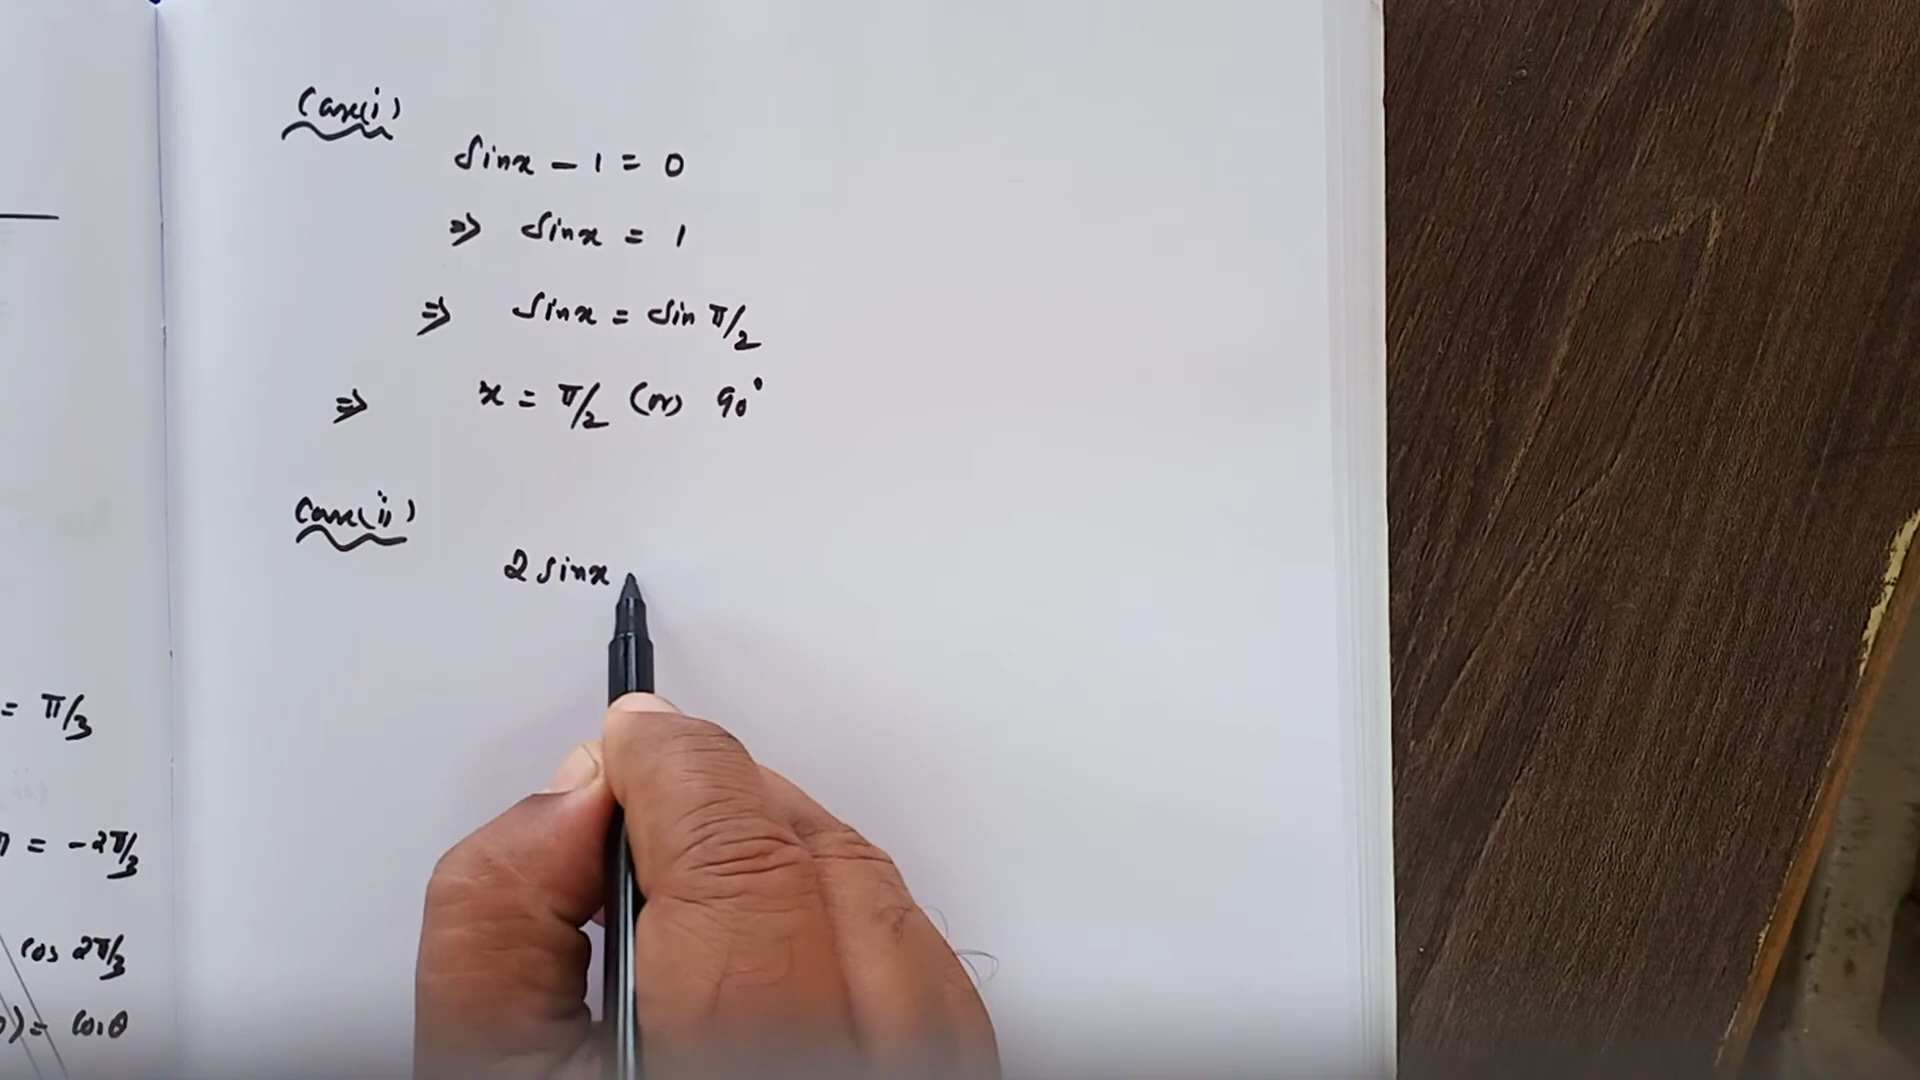 = π/3
= -2π/3
cos 2π/3
)= cosθ
Case(i)
Sinx - 1 = 0
⇒ Sinx = 1
⇒ Sinx = Sin π/2
⇒ x = π/2 (or) 90°
Case(ii)
2 sinx